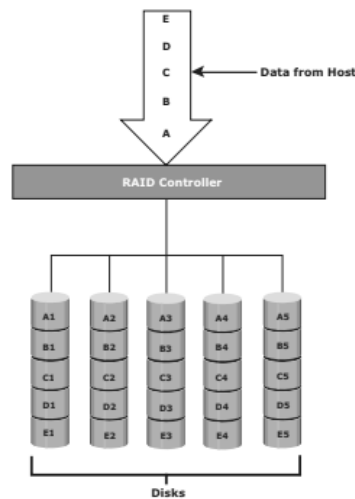 E
D
C
Data from Host
B
A
RAID Controller
A1 A2 A3 A4 A5
B1 B2 B3 B4 B5
C1 C2 C3 C4 C5
D1 D2 D3 D4 D5
E1 E2 E3 E4 E5
Disks